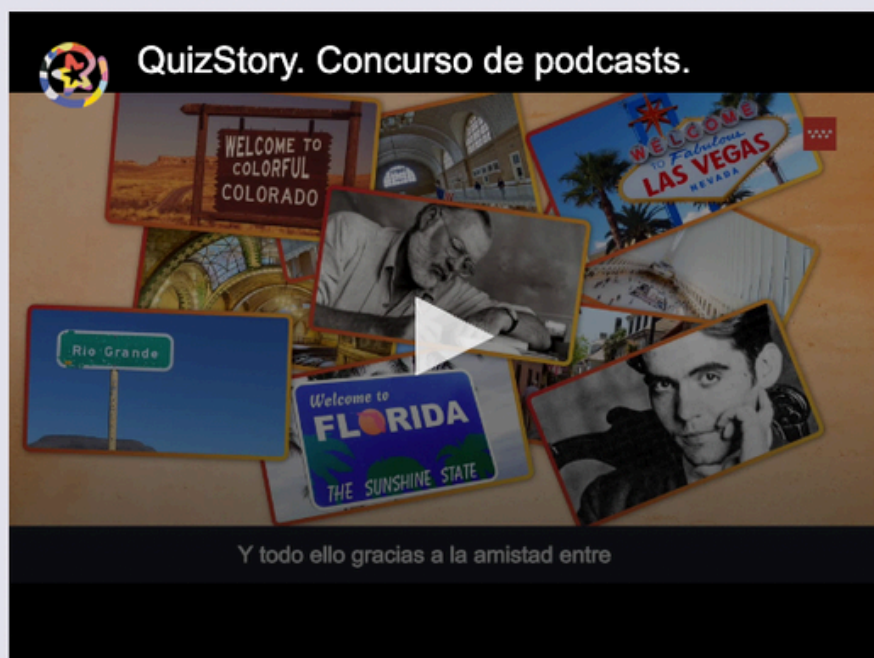 QuizStory. Concurso de podcasts.
WELCOME TO
COLORFUL
COLORADO
WELCOME
TO Fabulous
LAS VEGAS
NEVADA
Rio Grande
Welcome to
FLORIDA
THE SUNSHINE STATE
Y todo ello gracias a la amistad entre